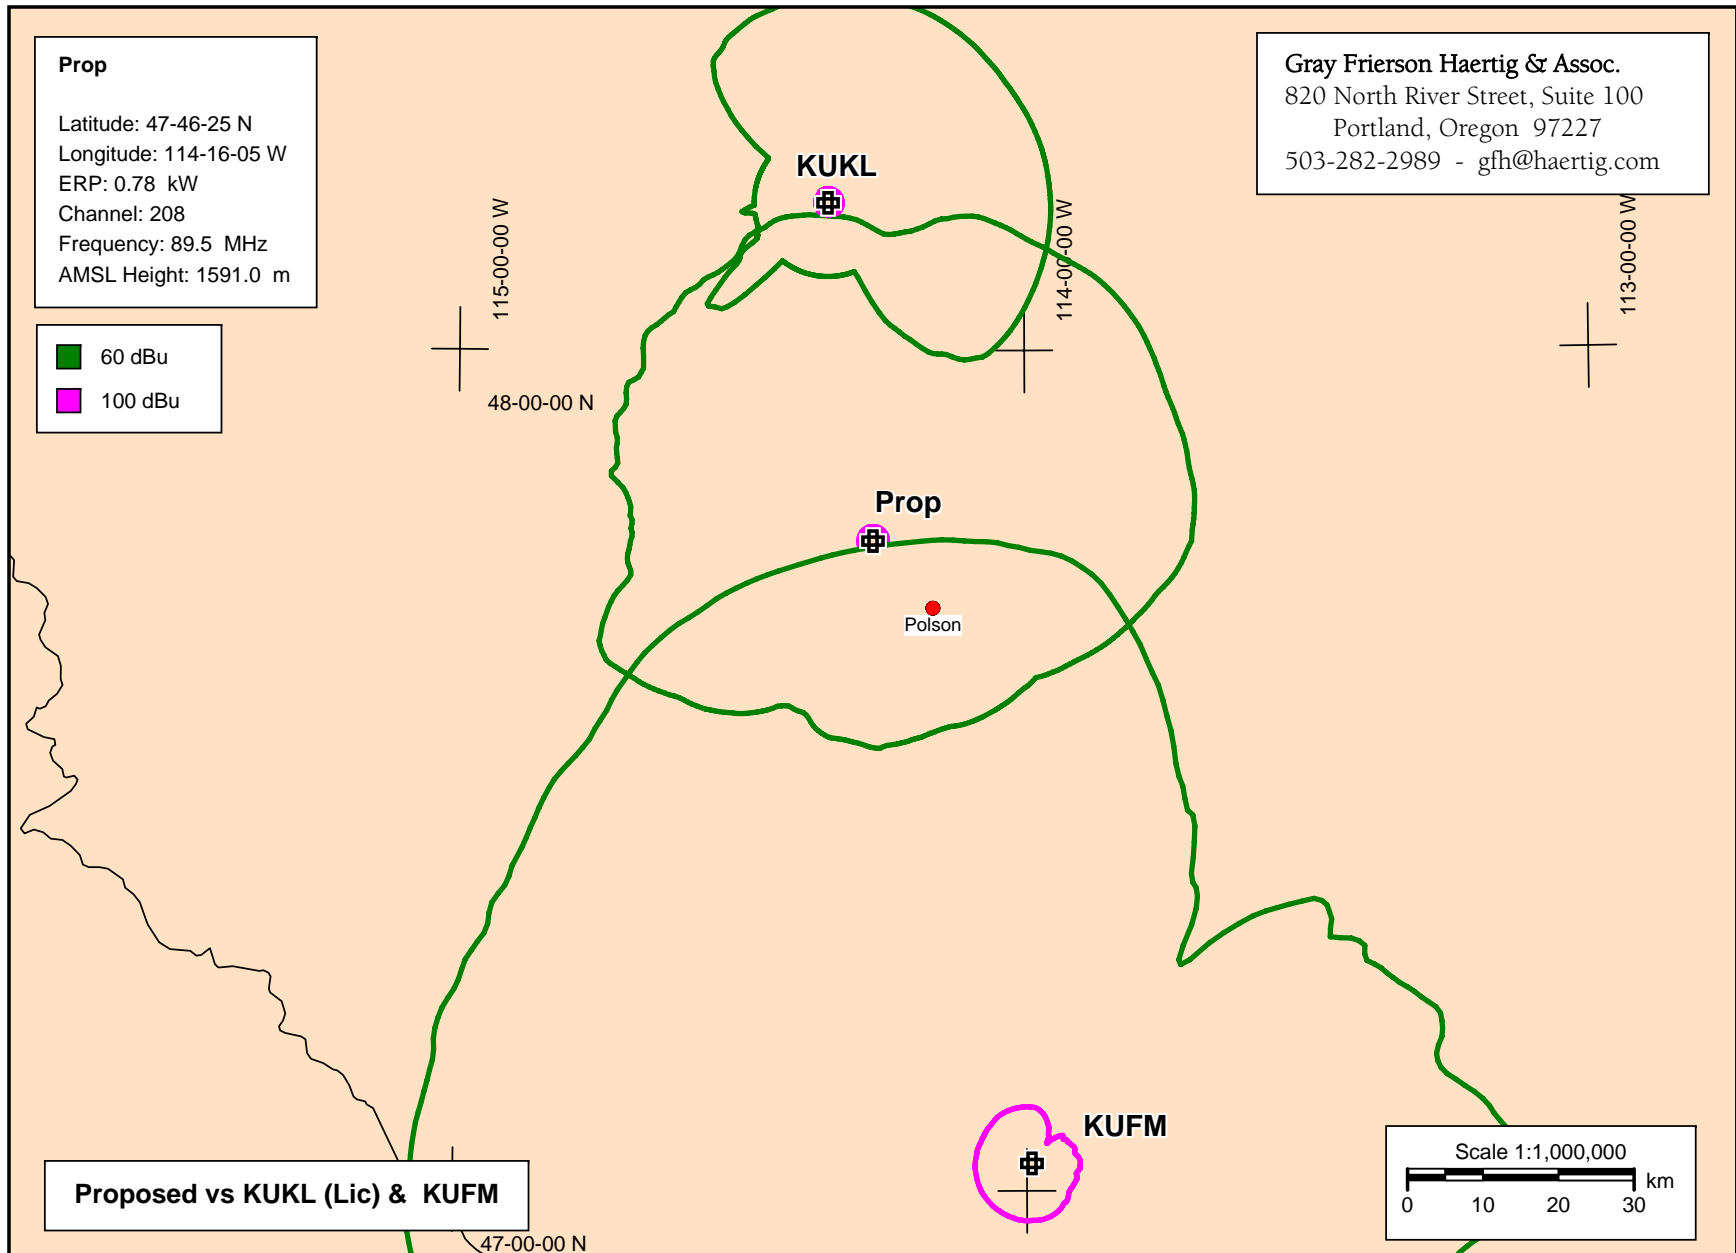 Prop
Latitude: 47-46-25 N
Longitude: 114-16-05 W
ERP: 0.78 kW
Channel: 208
Frequency: 89.5 MHz
AMSL Height: 1591.0 m
60 dBu
100 dBu
Gray Frierson Haertig & Assoc.
820 North River Street, Suite 100
Portland, Oregon 97227
503-282-2989 - gfh@haertig.com
KUKL
115-00-00 W
114-00-00 W
113-00-00 W
48-00-00 N
Prop
Polson
KUFM
Scale 1:1,000,000
km
0 10 20 30
Proposed vs KUKL (Lic) & KUFM
47-00-00 N